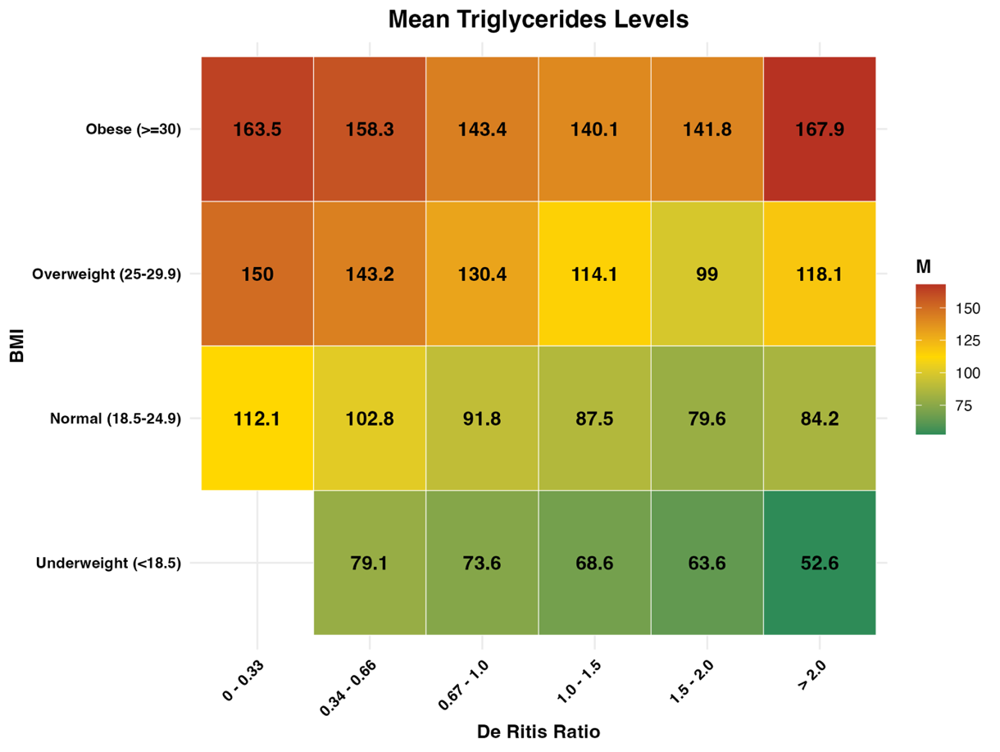 Mean Triglycerides Levels
Obese (>=30) 163.5 158.3 143.4 140.1 141.8 167.9
Overweight (25-29.9) 150 143.2 130.4 114.1 99 118.1
Normal (18.5-24.9) 112.1 102.8 91.8 87.5 79.6 84.2
Underweight (<18.5) 79.1 73.6 68.6 63.6 52.6
0 - 0.33 0.34 - 0.66 0.67 - 1.0 1.0 - 1.5 1.5 - 2.0 > 2.0
De Ritis Ratio
BMI
M
150
125
100
75